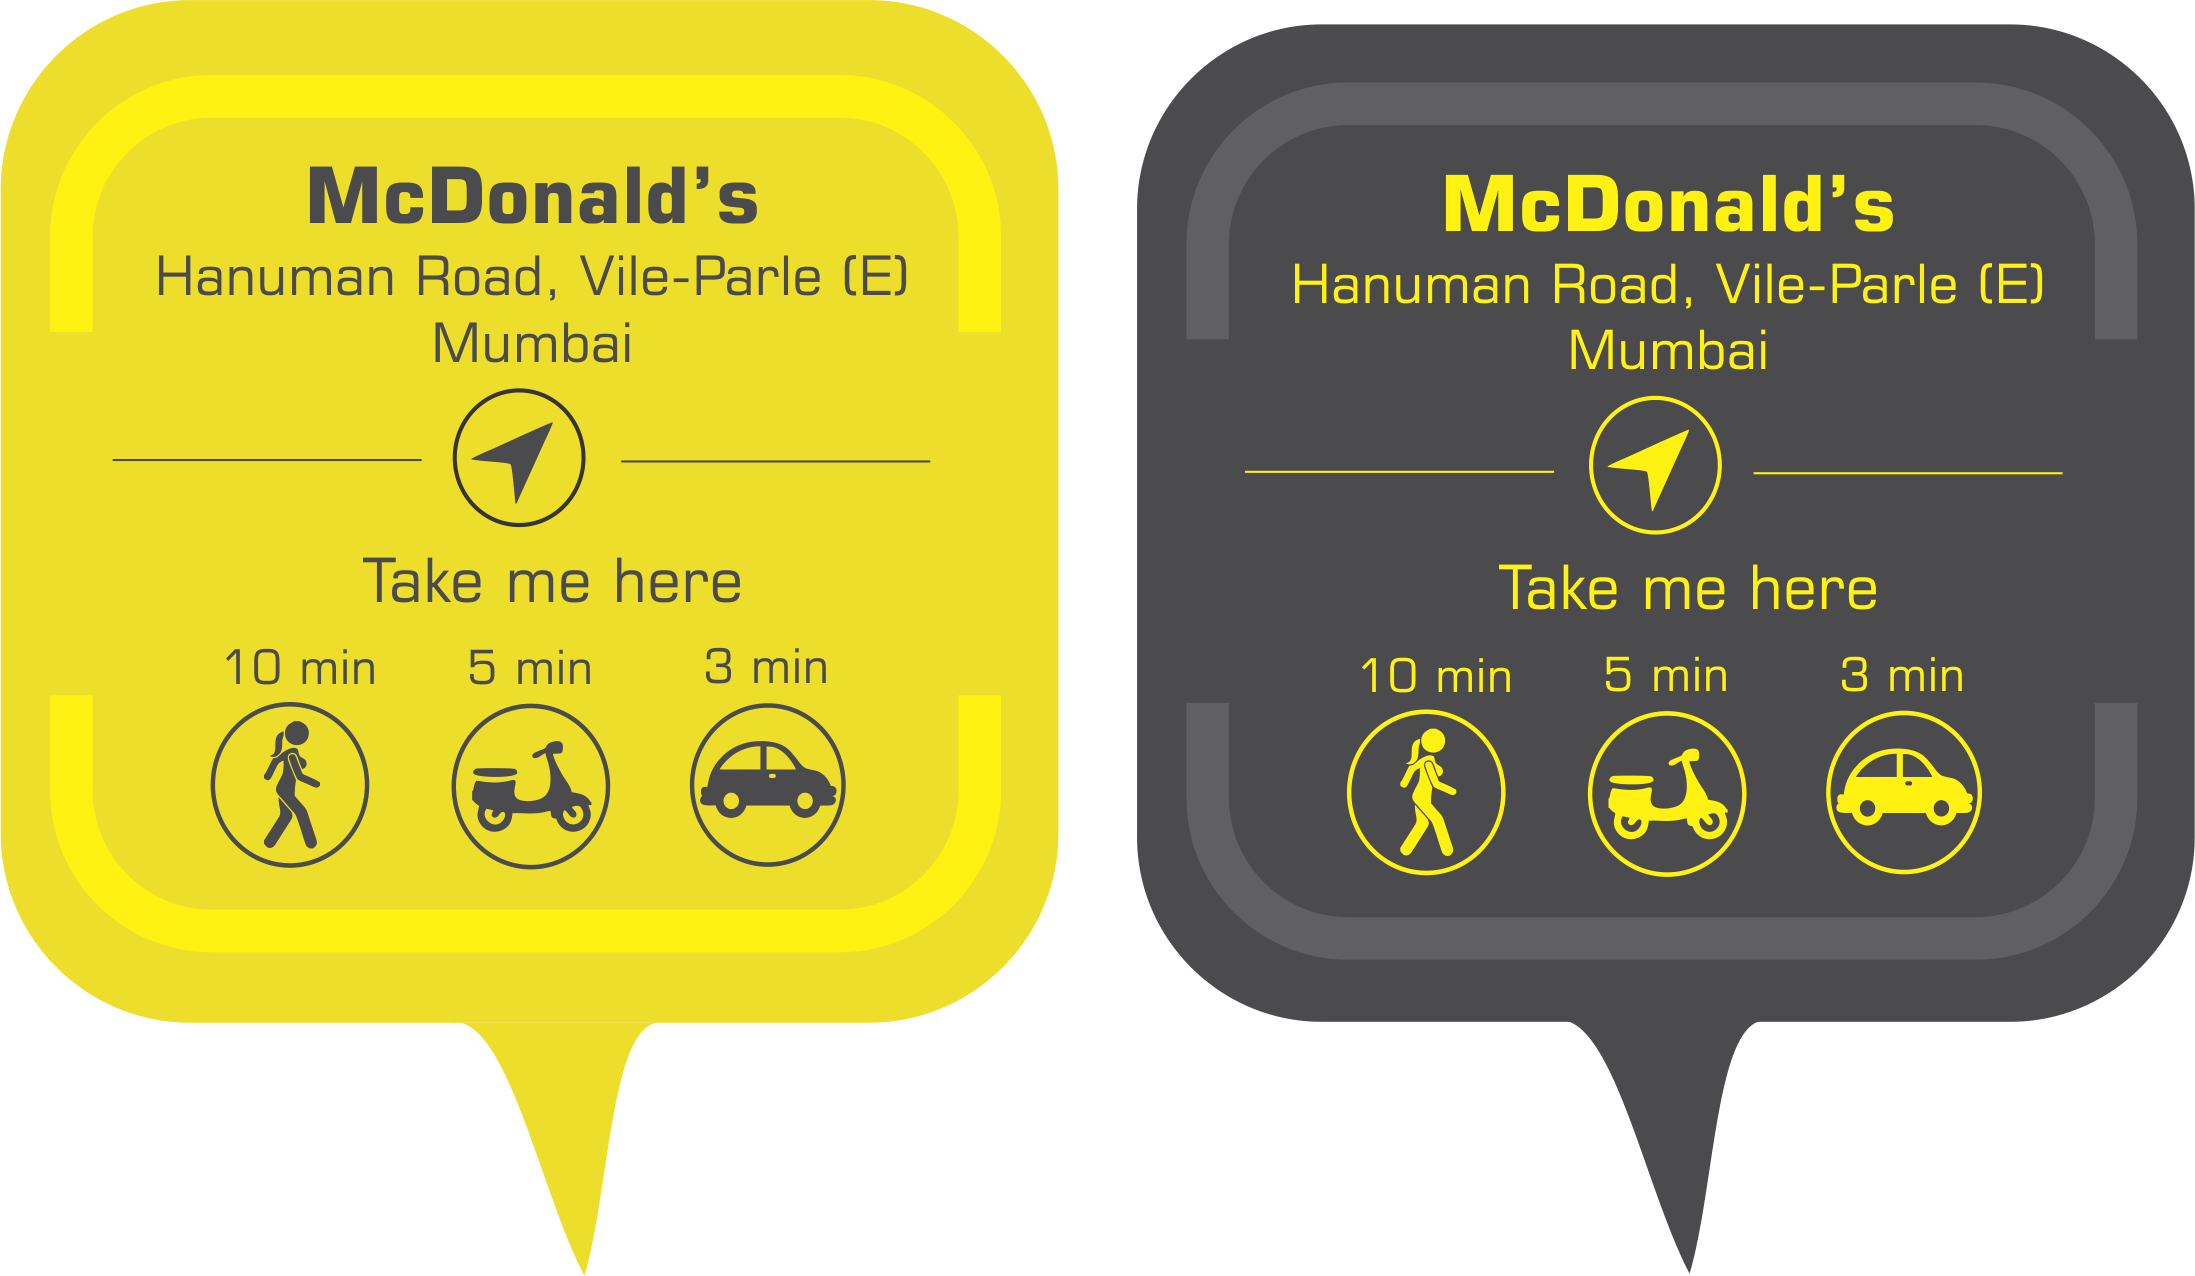 McDonald’s
Hanuman Road, Vile-Parle (E)
Mumbai
Take me here
10 min 5 min 3 min
McDonald’s
Hanuman Road, Vile-Parle (E)
Mumbai
Take me here
10 min 5 min 3 min